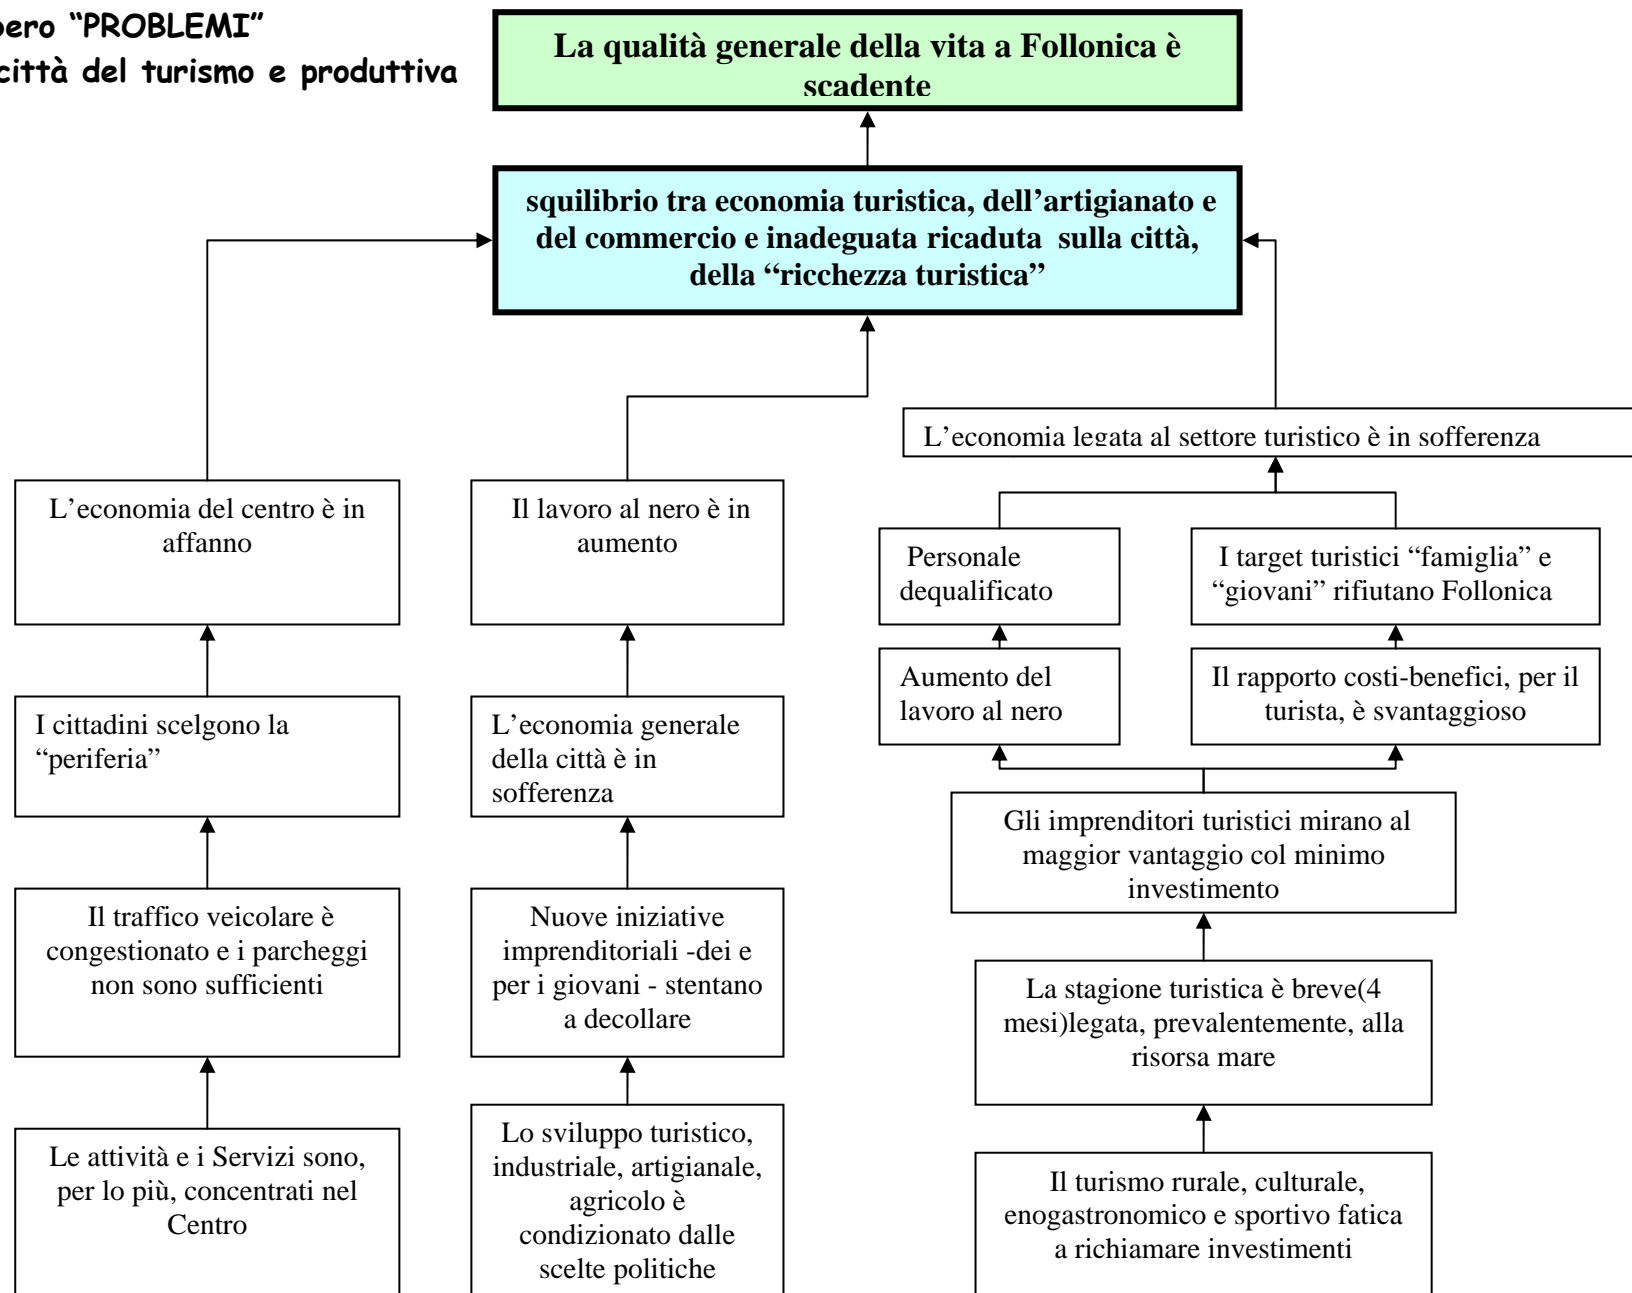 bero “PROBLEMI”
città del turismo e produttiva
La qualità generale della vita a Follonica è
scadente
squilibrio tra economia turistica, dell’artigianato e
del commercio e inadeguata ricaduta sulla città,
della “ricchezza turistica”
L’economia legata al settore turistico è in sofferenza
L’economia del centro è in
affanno
Il lavoro al nero è in
aumento
Personale
dequalificato
I target turistici “famiglia” e
“giovani” rifiutano Follonica
Aumento del
lavoro al nero
Il rapporto costi-benefici, per il
turista, è svantaggioso
I cittadini scelgono la
“periferia”
L’economia generale
della città è in
sofferenza
Gli imprenditori turistici mirano al
maggior vantaggio col minimo
investimento
Il traffico veicolare è
congestionato e i parcheggi
non sono sufficienti
Nuove iniziative
imprenditoriali -dei e
per i giovani - stentano
a decollare
La stagione turistica è breve(4
mesi)legata, prevalentemente, alla
risorsa mare
Le attività e i Servizi sono,
per lo più, concentrati nel
Centro
Lo sviluppo turistico,
industriale, artigianale,
agricolo è
condizionato dalle
scelte politiche
Il turismo rurale, culturale,
enogastronomico e sportivo fatica
a richiamare investimenti